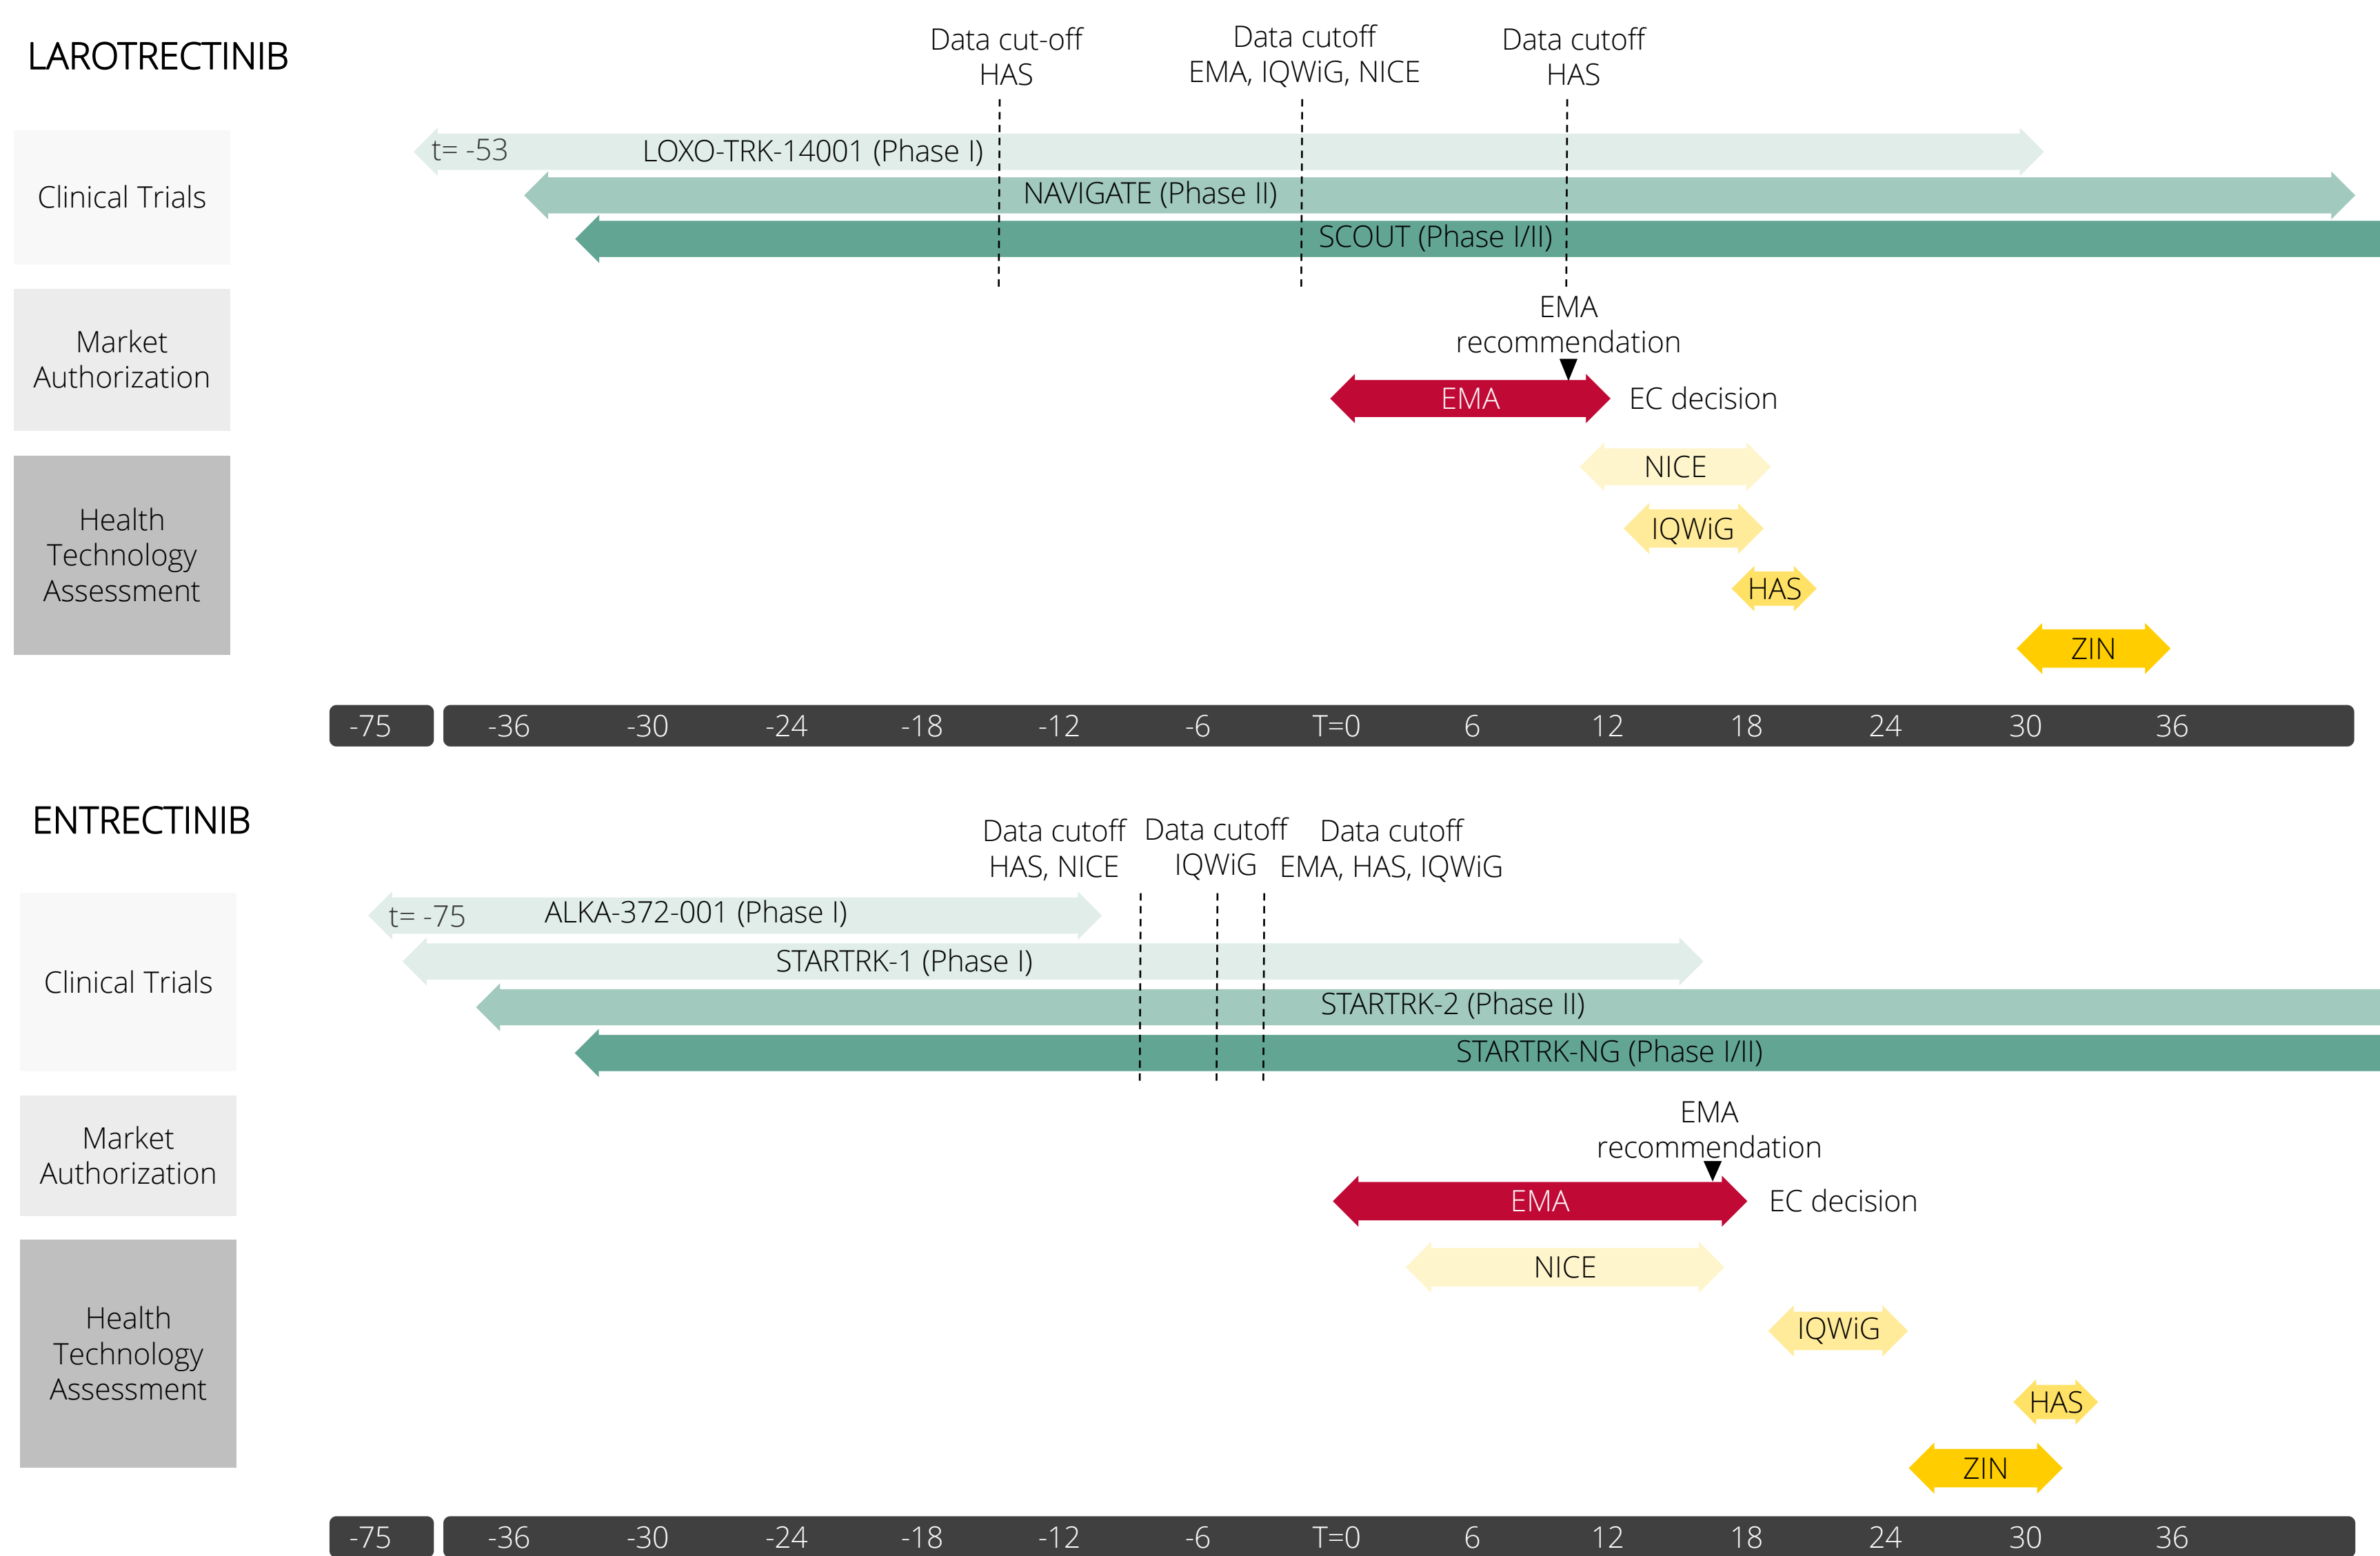 LAROTRECTINIB
Data cut-off
HAS
Data cutoff
EMA, IQWiG, NICE
Data cutoff
HAS
Clinical Trials
t= -53
LOXO-TRK-14001 (Phase I)
NAVIGATE (Phase II)
SCOUT (Phase I/II)
Market
Authorization
EMA
recommendation
EMA
EC decision
Health
Technology
Assessment
NICE
IQWiG
HAS
ZIN
-75 -36 -30 -24 -18 -12 -6 T=0 6 12 18 24 30 36
ENTRECTINIB
Data cutoff
HAS, NICE
Data cutoff
IQWiG
Data cutoff
EMA, HAS, IQWiG
Clinical Trials
t= -75
ALKA-372-001 (Phase I)
STARTRK-1 (Phase I)
STARTRK-2 (Phase II)
STARTRK-NG (Phase I/II)
Market
Authorization
EMA
recommendation
EMA
EC decision
Health
Technology
Assessment
NICE
IQWiG
HAS
ZIN
-75 -36 -30 -24 -18 -12 -6 T=0 6 12 18 24 30 36